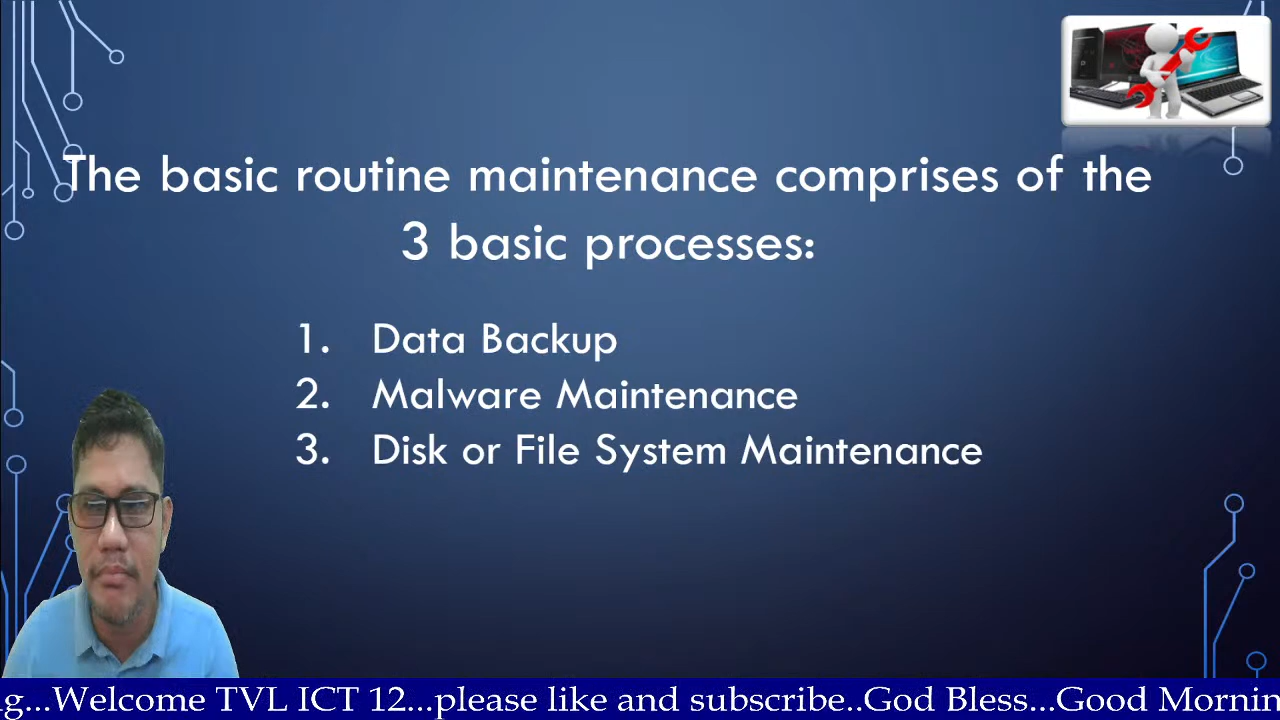 The basic routine maintenance comprises of the
3 basic processes:
1. Data Backup
2. Malware Maintenance
3. Disk or File System Maintenance
g...Welcome TVL ICT 12...please like and subscribe..God Bless...Good Mornin